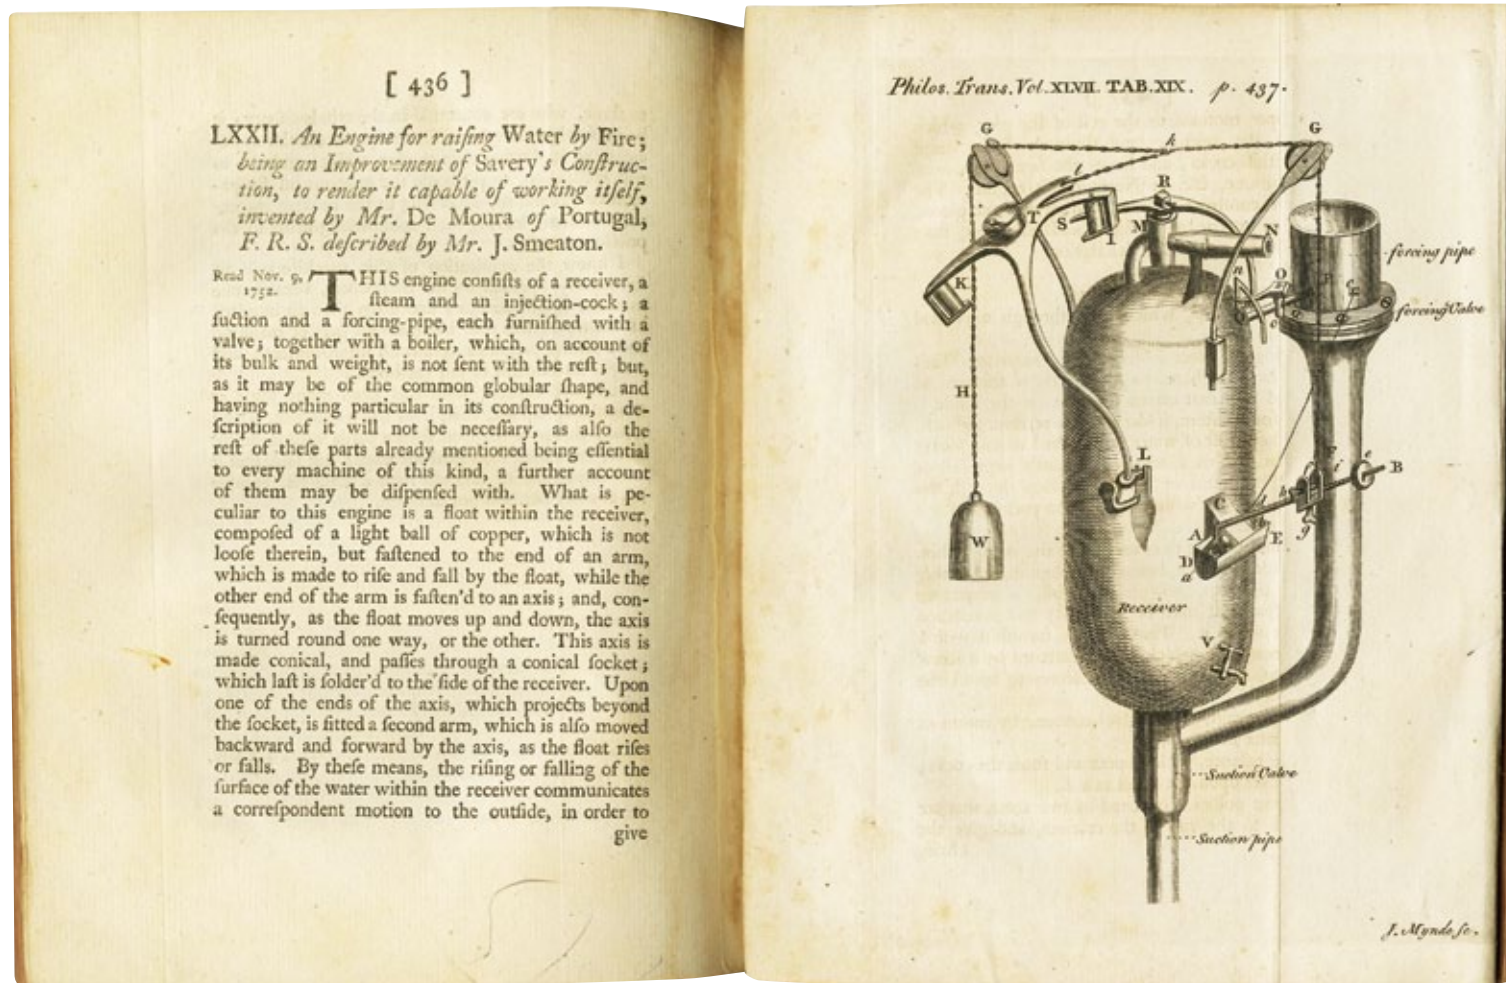 [ 436 ]
LXXII. An Engine for raiſing Water by Fire;
being an Improvement of Savery's Conſtruc-
tion, to render it capable of working itſelf,
invented by Mr. De Moura of Portugal,
F. R. S. deſcribed by Mr. J. Smeaton.
Read Nov. 9,
1752.
THIS engine conſiſts of a receiver, a
ſteam and an injection-cock; a
ſuction and a forcing-pipe, each furniſhed with a
valve; together with a boiler, which, on account of
its bulk and weight, is not ſent with the reſt; but,
as it may be of the common globular ſhape, and
having nothing particular in its conſtruction, a de-
ſcription of it will not be neceſſary, as alſo the
reſt of theſe parts already mentioned being eſſential
to every machine of this kind, a further account
of them may be diſpenſed with. What is pe-
culiar to this engine is a float within the receiver,
compoſed of a light ball of copper, which is not
looſe therein, but faſtened to the end of an arm,
which is made to riſe and fall by the float, while the
other end of the arm is faſten'd to an axis; and, con-
ſequently, as the float moves up and down, the axis
is turned round one way, or the other. This axis is
made conical, and paſſes through a conical ſocket;
which laſt is ſolder'd to the ſide of the receiver. Upon
one of the ends of the axis, which projects beyond
the ſocket, is fitted a ſecond arm, which is alſo moved
backward and forward by the axis, as the float riſes
or falls. By theſe means, the riſing or falling of the
ſurface of the water within the receiver communicates
a correſpondent motion to the outſide, in order to
give
Philos. Trans. Vol. XLVII. TAB. XIX. p. 437.
G
G
h
l
R
T
S
I
M
N
forcing pipe
K
n
O
forcing Valve
H
L
F
i
e
B
C
h
A
E
g
D
a
W
Receiver
V
Suction Valve
Suction pipe
J. Mynde ſc.